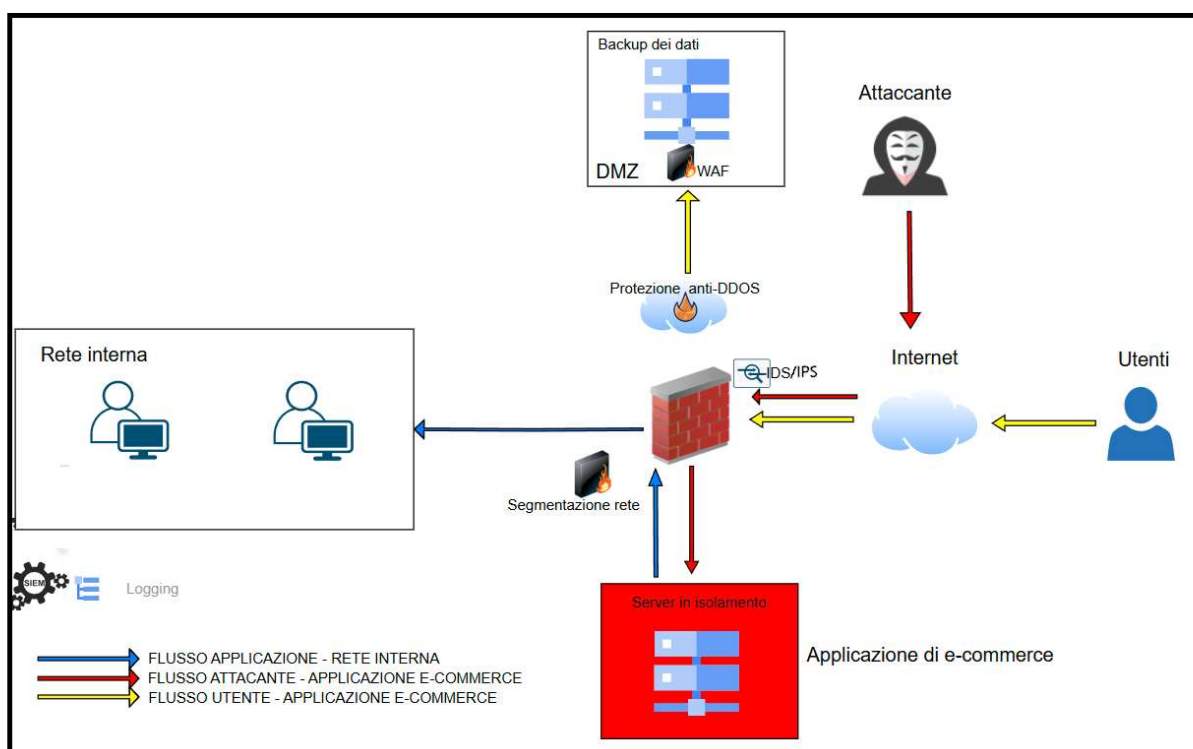 Backup dei dati
DMZ
WAF
Attaccante
Protezione anti-DDOS
Rete interna
IDS/IPS
Internet
Utenti
Segmentazione rete
SIEM
Logging
Server in isolamento
Applicazione di e-commerce
FLUSSO APPLICAZIONE - RETE INTERNA
FLUSSO ATTACANTE - APPLICAZIONE E-COMMERCE
FLUSSO UTENTE - APPLICAZIONE E-COMMERCE